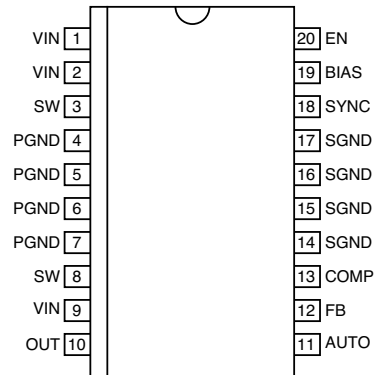 VIN 1 20 EN
VIN 2 19 BIAS
SW 3 18 SYNC
PGND 4 17 SGND
PGND 5 16 SGND
PGND 6 15 SGND
PGND 7 14 SGND
SW 8 13 COMP
VIN 9 12 FB
OUT 10 11 AUTO